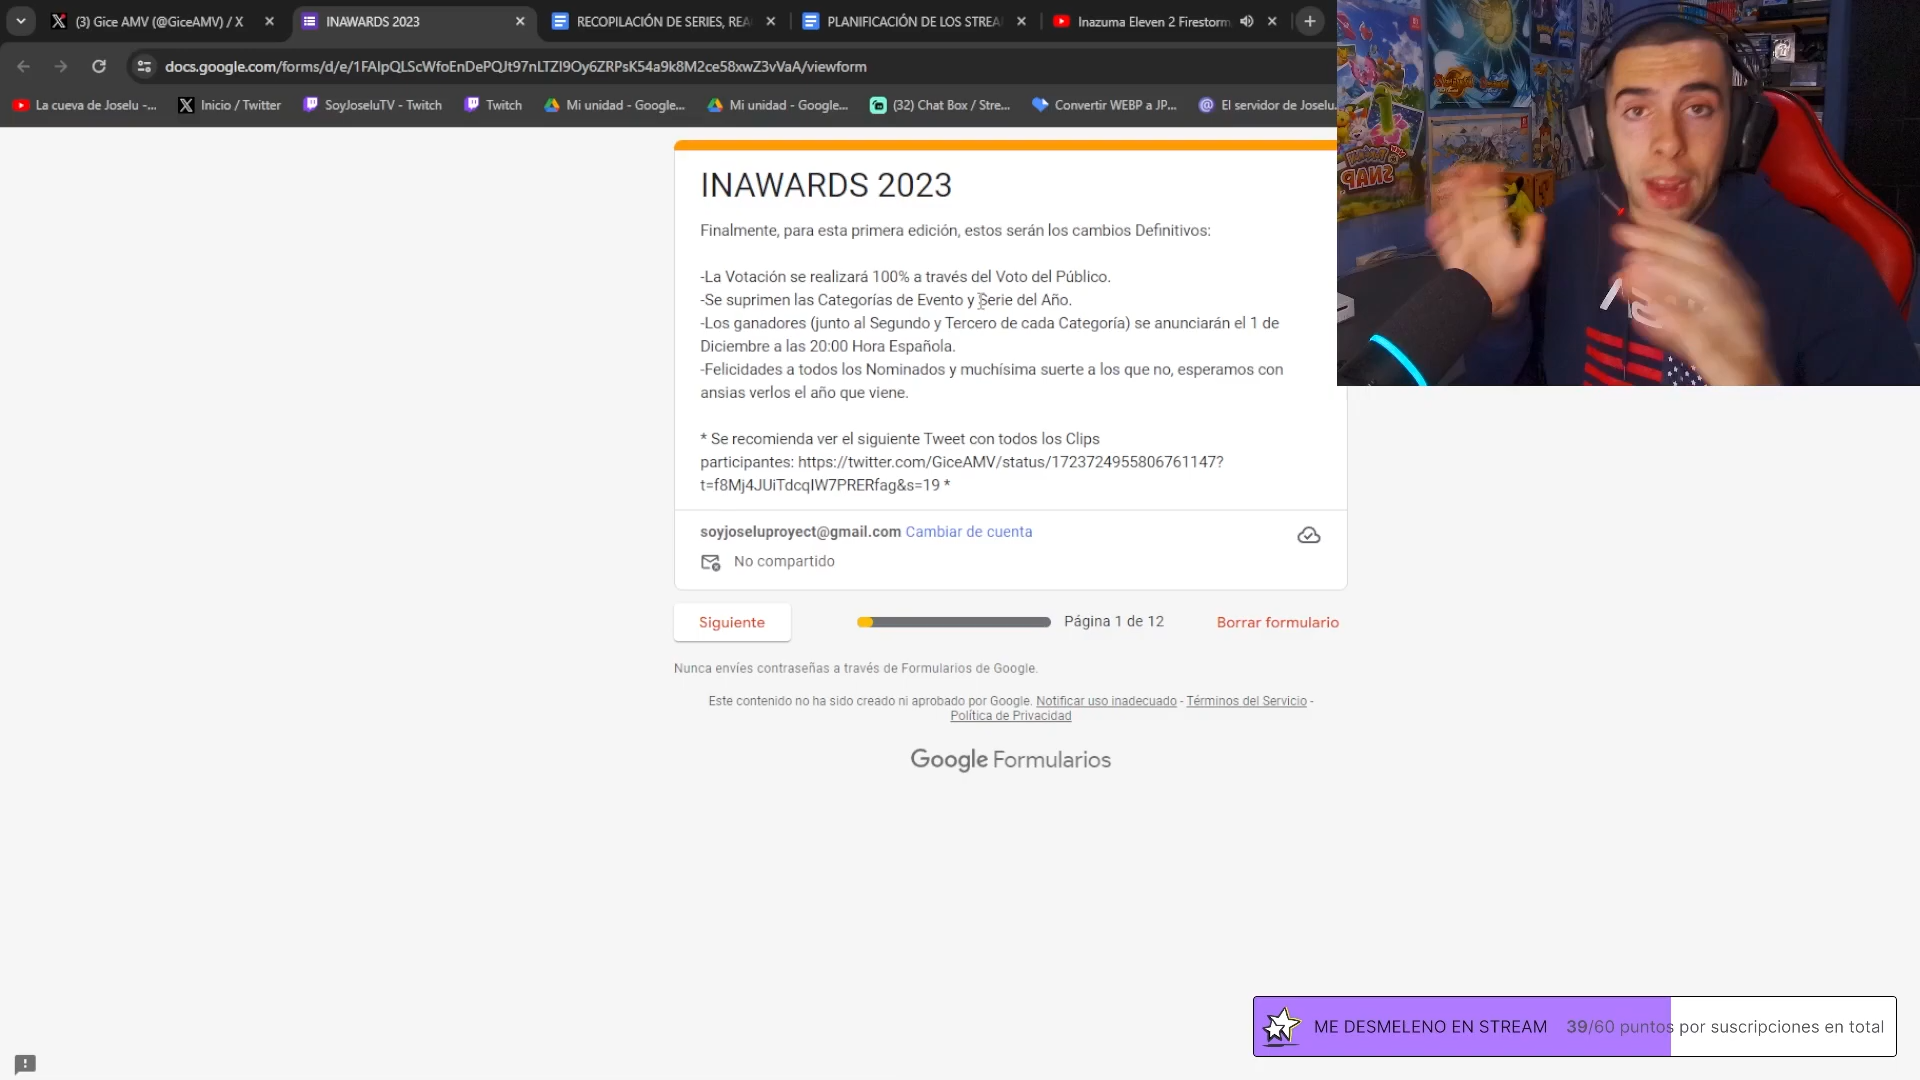 (3) Gice AMV (@GiceAMV) / X
INAWARDS 2023
RECOPILACIÓN DE SERIES, REA
PLANIFICACIÓN DE LOS STREA
Inazuma Eleven 2 Firestorm
docs.google.com/forms/d/e/1FAIpQLScWfoEnDePQJt97nLTZI9Oy6ZRPsK54a9k8M2ce58xwZ3vVaA/viewform
La cueva de Joselu -...
Inicio / Twitter
SoyJoseluTV - Twitch
Twitch
Mi unidad - Google...
Mi unidad - Google...
(32) Chat Box / Stre...
Convertir WEBP a JP...
El servidor de Joselu
INAWARDS 2023
Finalmente, para esta primera edición, estos serán los cambios Definitivos:
-La Votación se realizará 100% a través del Voto del Público.
-Se suprimen las Categorías de Evento y Serie del Año.
-Los ganadores (junto al Segundo y Tercero de cada Categoría) se anunciarán el 1 de
Diciembre a las 20:00 Hora Española.
-Felicidades a todos los Nominados y muchísima suerte a los que no, esperamos con
ansias verlos el año que viene.
* Se recomienda ver el siguiente Tweet con todos los Clips
participantes: https://twitter.com/GiceAMV/status/1723724955806761147?
t=f8Mj4JUiTdcqIW7PRERfag&s=19 *
soyjoseluproyect@gmail.com Cambiar de cuenta
No compartido
Siguiente
Página 1 de 12
Borrar formulario
Nunca envíes contraseñas a través de Formularios de Google.
Este contenido no ha sido creado ni aprobado por Google. Notificar uso inadecuado - Términos del Servicio -
Política de Privacidad
Google Formularios
ME DESMELENO EN STREAM 39/60 puntos por suscripciones en total